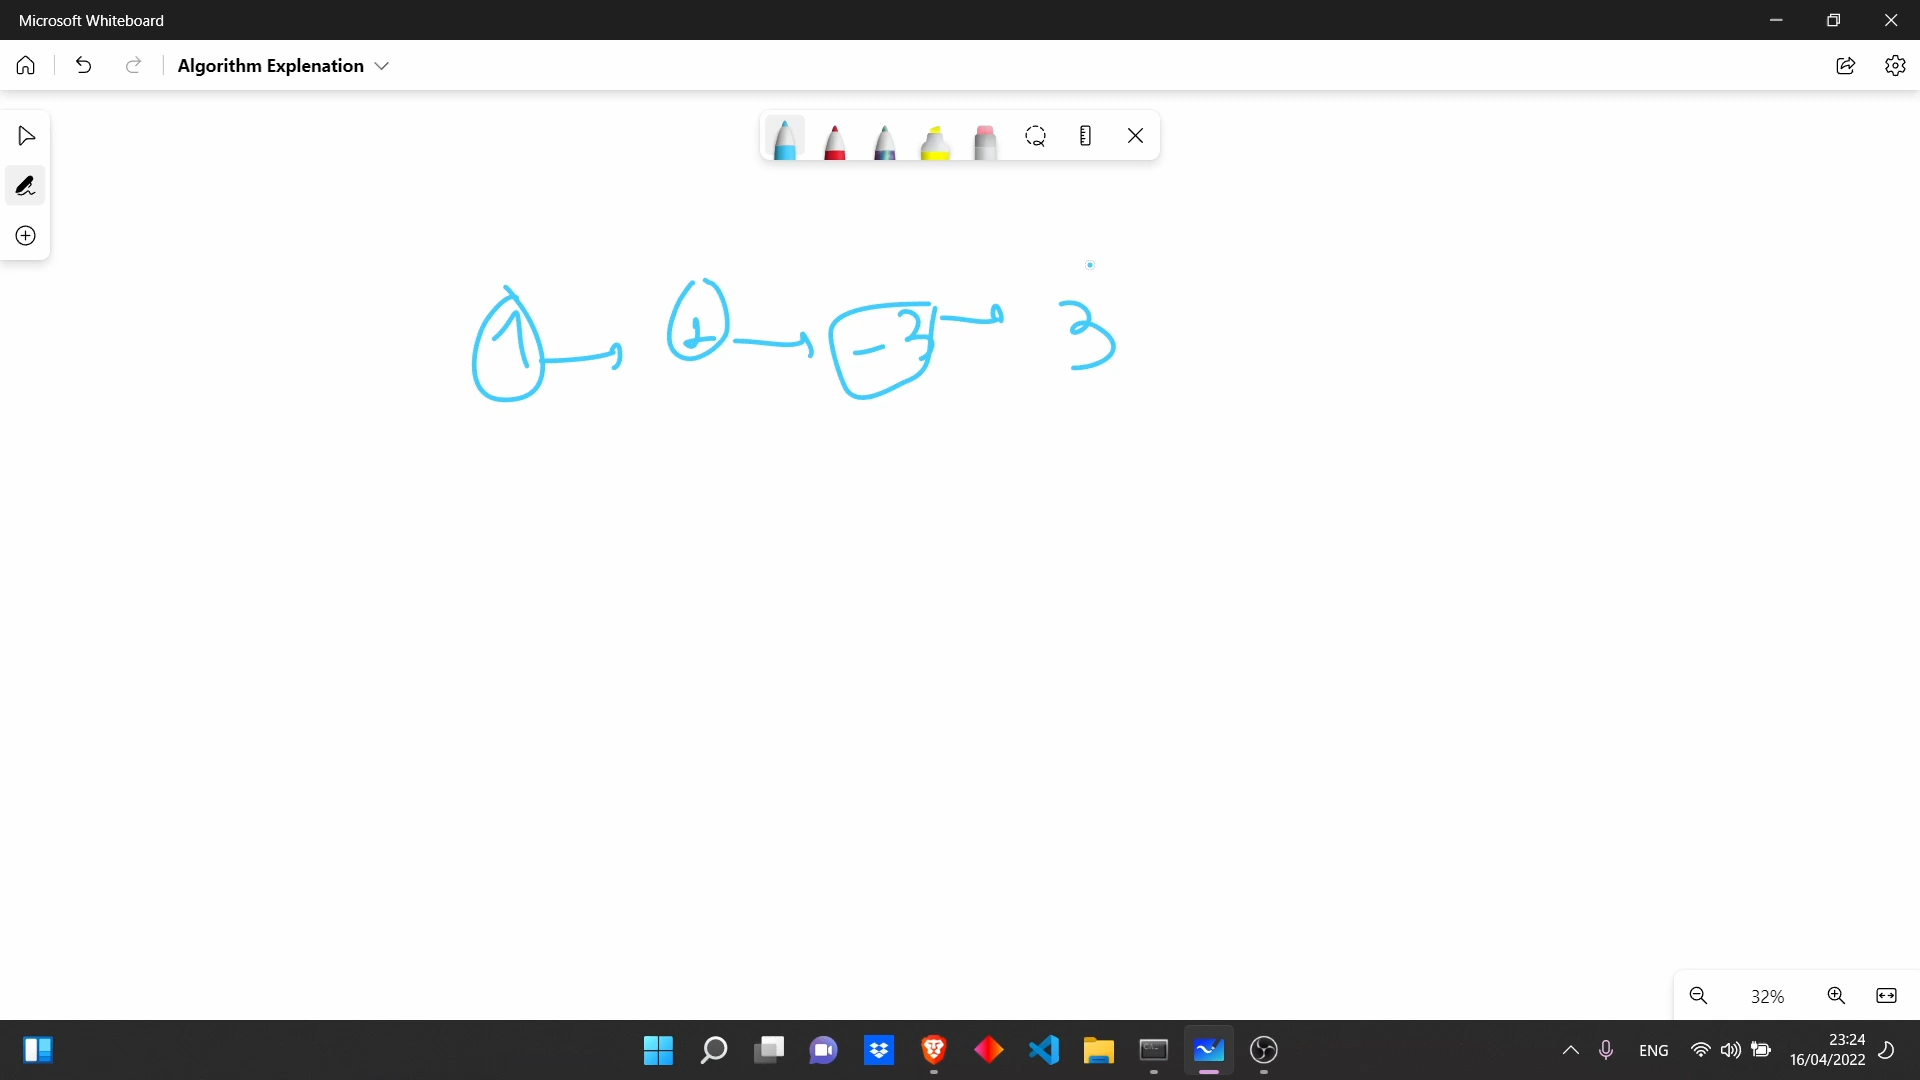 Microsoft Whiteboard
Algorithm Explenation
1 → 2 → -3 → 3
32%
ENG
23:24
16/04/2022